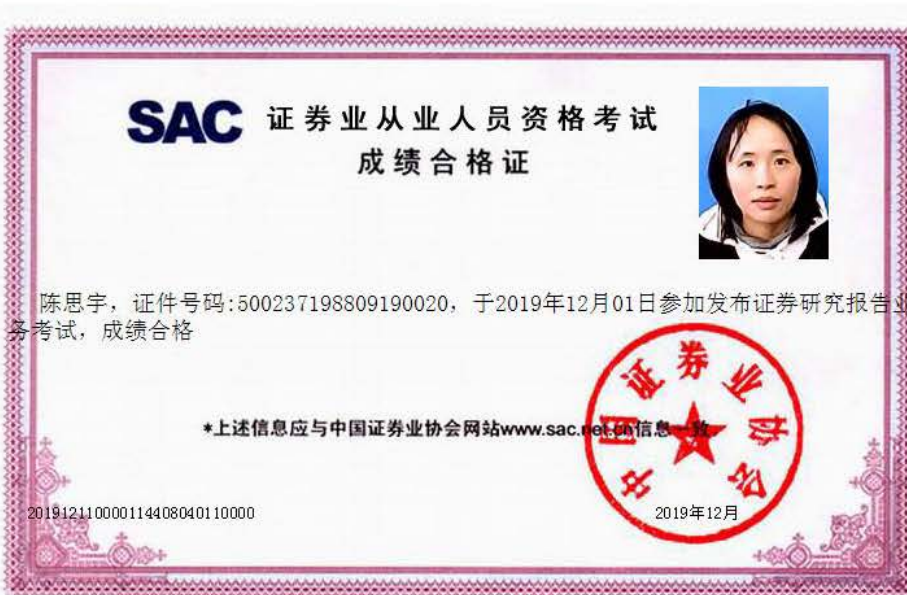 SAC 证券业从业人员资格考试
成绩合格证
陈思宇，证件号码:500237198809190020，于2019年12月01日参加发布证券研究报告业
务考试，成绩合格
中国证券业协会
*上述信息应与中国证券业协会网站www.sac.net.cn信息一致。
20191211000011440804011​0000
2019年12月